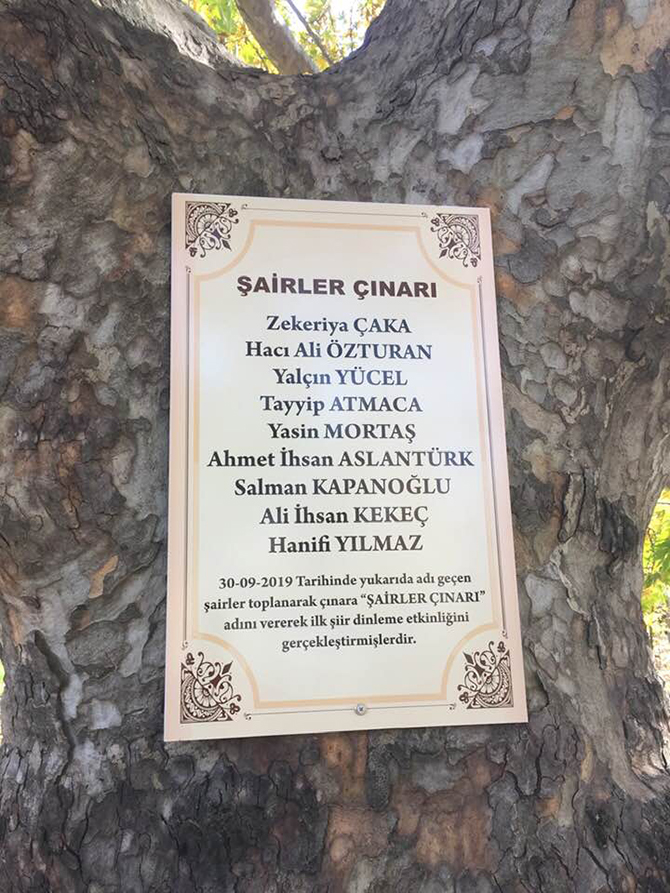 ŞAİRLER ÇINARI
Zekeriya ÇAKA
Hacı Ali ÖZTURAN
Yalçın YÜCEL
Tayyip ATMACA
Yasin MORTAŞ
Ahmet İhsan ASLANTÜRK
Salman KAPANOĞLU
Ali İhsan KEKEÇ
Hanifi YILMAZ
30-09-2019 Tarihinde yukarıda adı geçen
şairler toplanarak çınara “ŞAİRLER ÇINARI”
adını vererek ilk şiir dinleme etkinliğini
gerçekleştirmişlerdir.